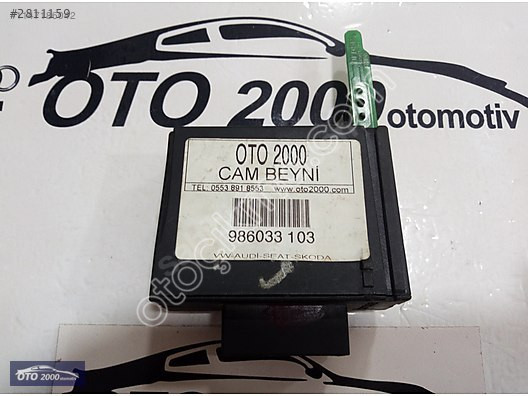 #2811159
OTO 2000
otomotiv
OTO 2000
CAM BEYNİ
TEL: 0553 891 8553 www.oto2000.com
986033 103
VW-AUDİ-SEAT-SKODA
OTO 2000